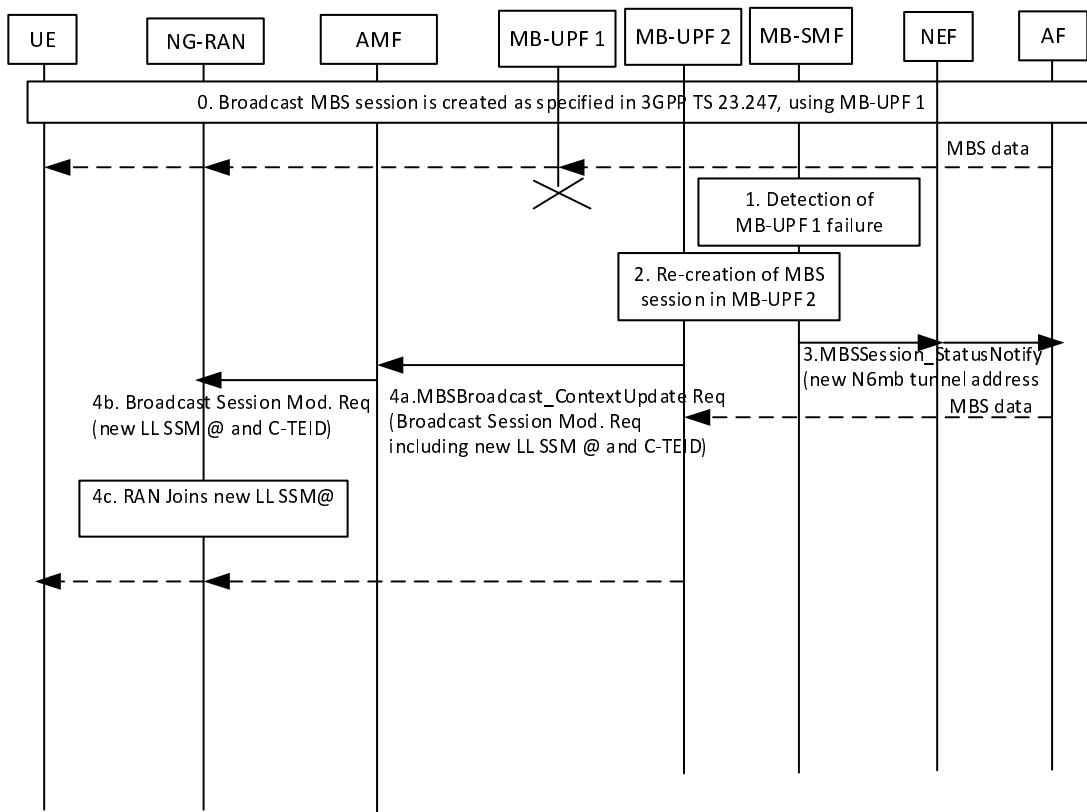 UE
NG-RAN
AMF
MB-UPF 1
MB-UPF 2
MB-SMF
NEF
AF
0. Broadcast MBS session is created as specified in 3GPP TS 23.247, using MB-UPF 1
MBS data
1. Detection of
MB-UPF 1 failure
2. Re-creation of MBS
session in MB-UPF 2
3.MBSSession_StatusNotify
(new N6mb tunnel address
4a.MBSBroadcast_ContextUpdate Req
(Broadcast Session Mod. Req
including new LL SSM @ and C-TEID)
4b. Broadcast Session Mod. Req
(new LL SSM @ and C-TEID)
MBS data
4c. RAN Joins new LL SSM@